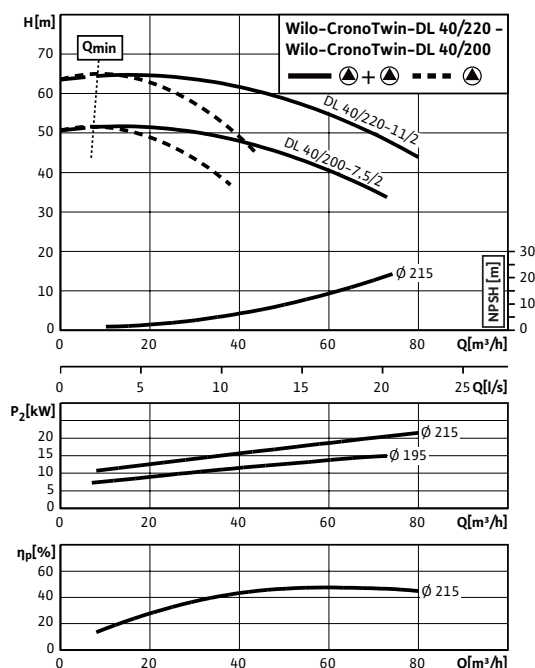 H[m]
Wilo-CronoTwin-DL 40/220 –
Wilo-CronoTwin-DL 40/200
+
Qmin
70
60
50
40
30
20
10
0
DL 40/220-11/2
DL 40/200-7,5/2
Ø 215
NPSH [m]
30
20
10
0
0 20 40 60 80 Q[m³/h]
0 5 10 15 20 25 Q[l/s]
P2[kW]
20
15
10
5
0
Ø 215
Ø 195
0 20 40 60 80 Q[m³/h]
ηp[%]
60
40
20
0
Ø 215
0 20 40 60 80 Q[m³/h]